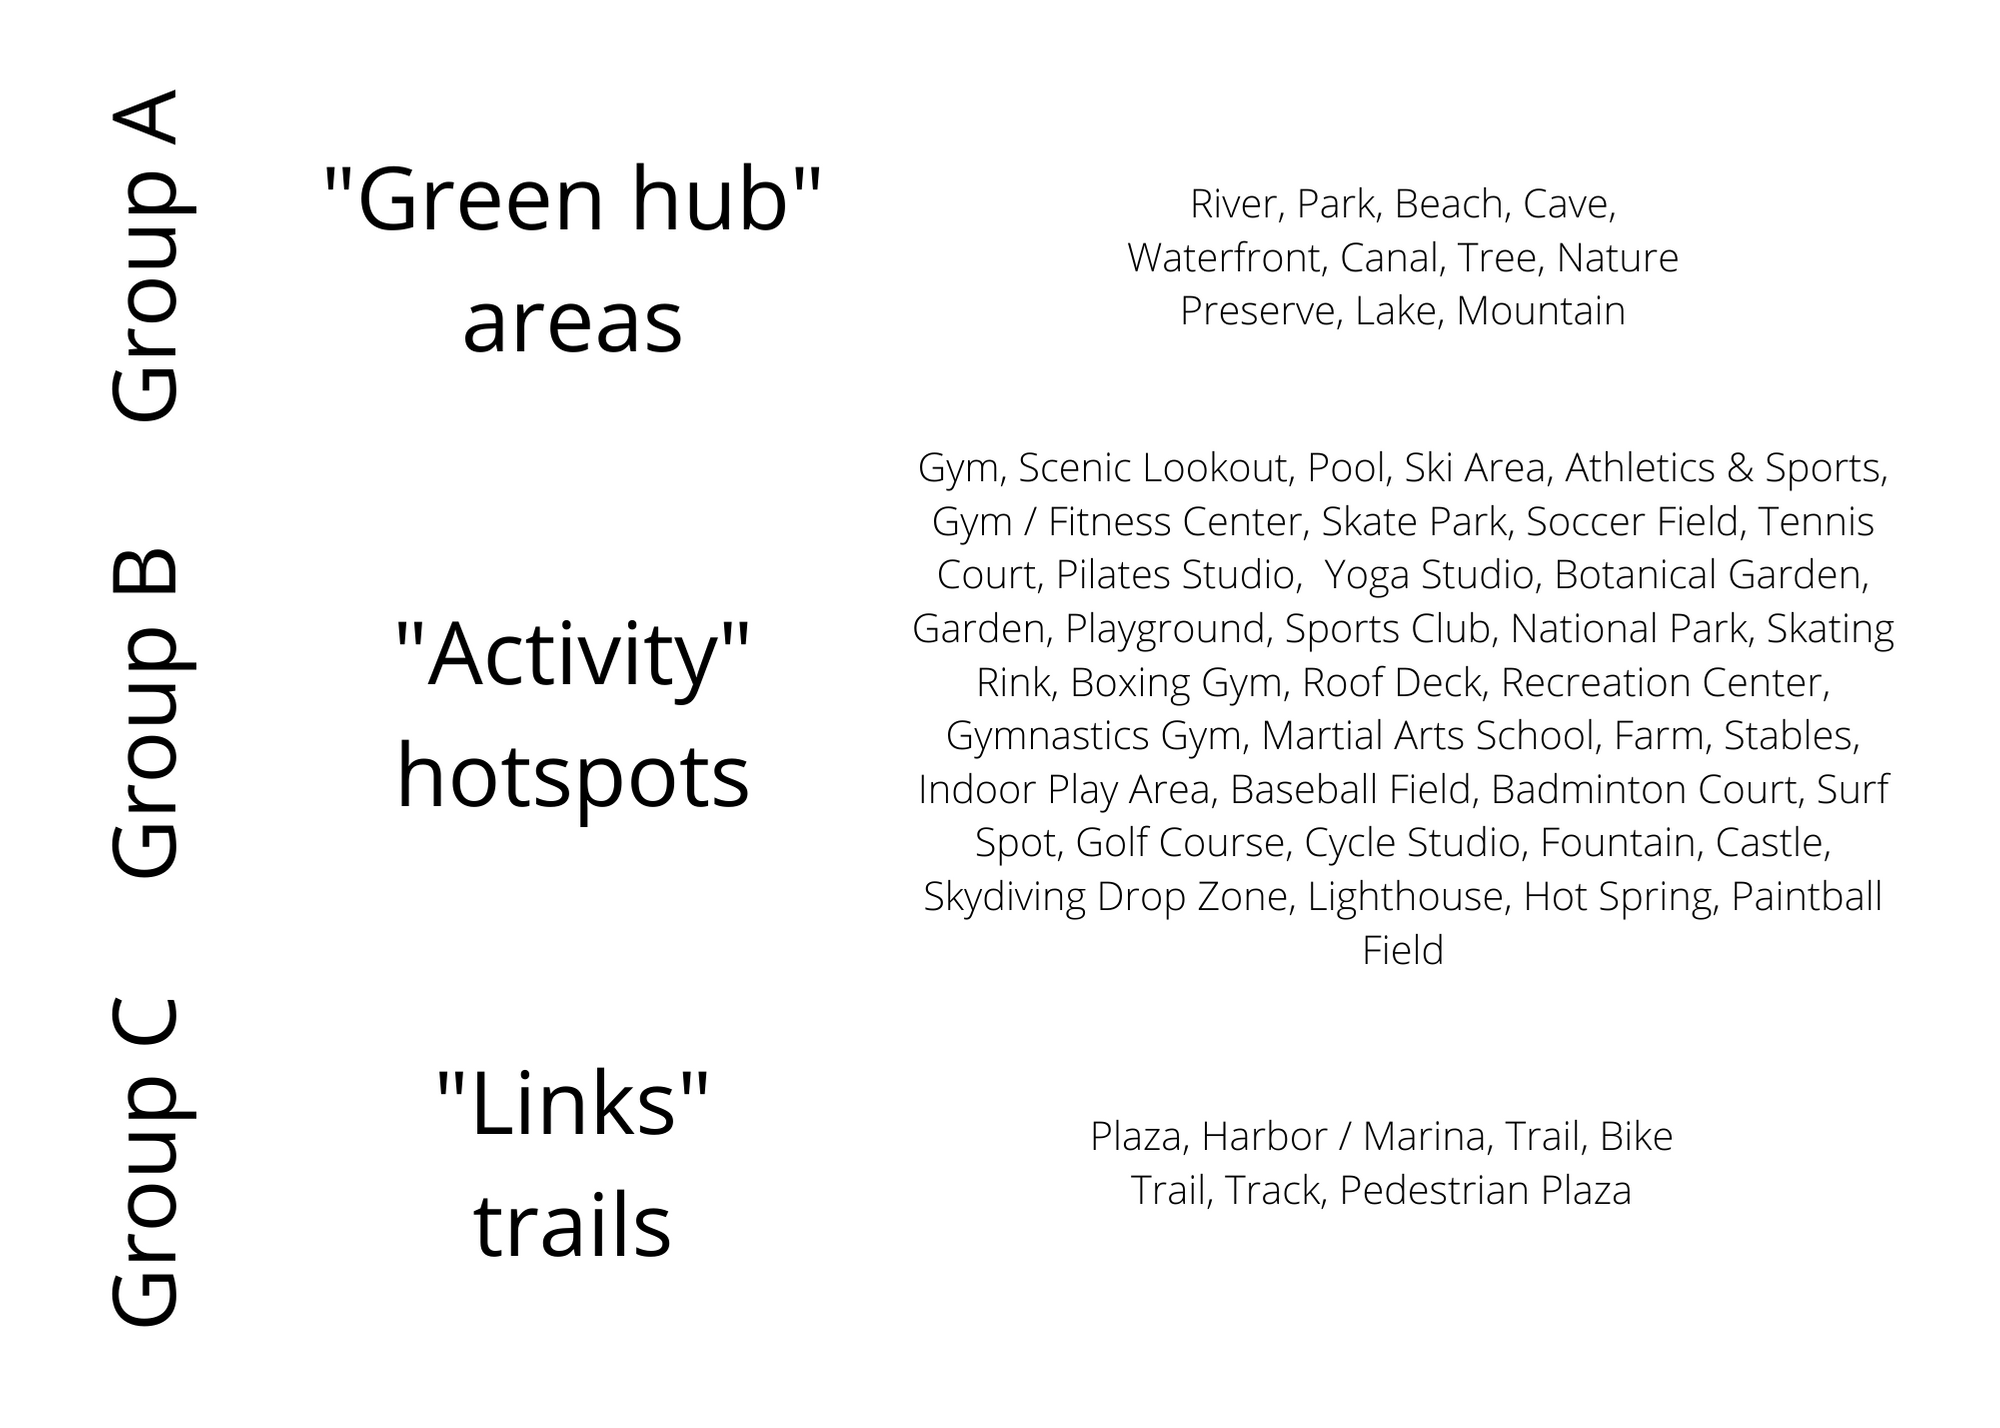 Group A
"Green hub"
areas
River, Park, Beach, Cave,
Waterfront, Canal, Tree, Nature
Preserve, Lake, Mountain
Group B
"Activity"
hotspots
Gym, Scenic Lookout, Pool, Ski Area, Athletics & Sports,
Gym / Fitness Center, Skate Park, Soccer Field, Tennis
Court, Pilates Studio,  Yoga Studio, Botanical Garden,
Garden, Playground, Sports Club, National Park, Skating
Rink, Boxing Gym, Roof Deck, Recreation Center,
Gymnastics Gym, Martial Arts School, Farm, Stables,
Indoor Play Area, Baseball Field, Badminton Court, Surf
Spot, Golf Course, Cycle Studio, Fountain, Castle,
Skydiving Drop Zone, Lighthouse, Hot Spring, Paintball
Field
Group C
"Links"
trails
Plaza, Harbor / Marina, Trail, Bike
Trail, Track, Pedestrian Plaza